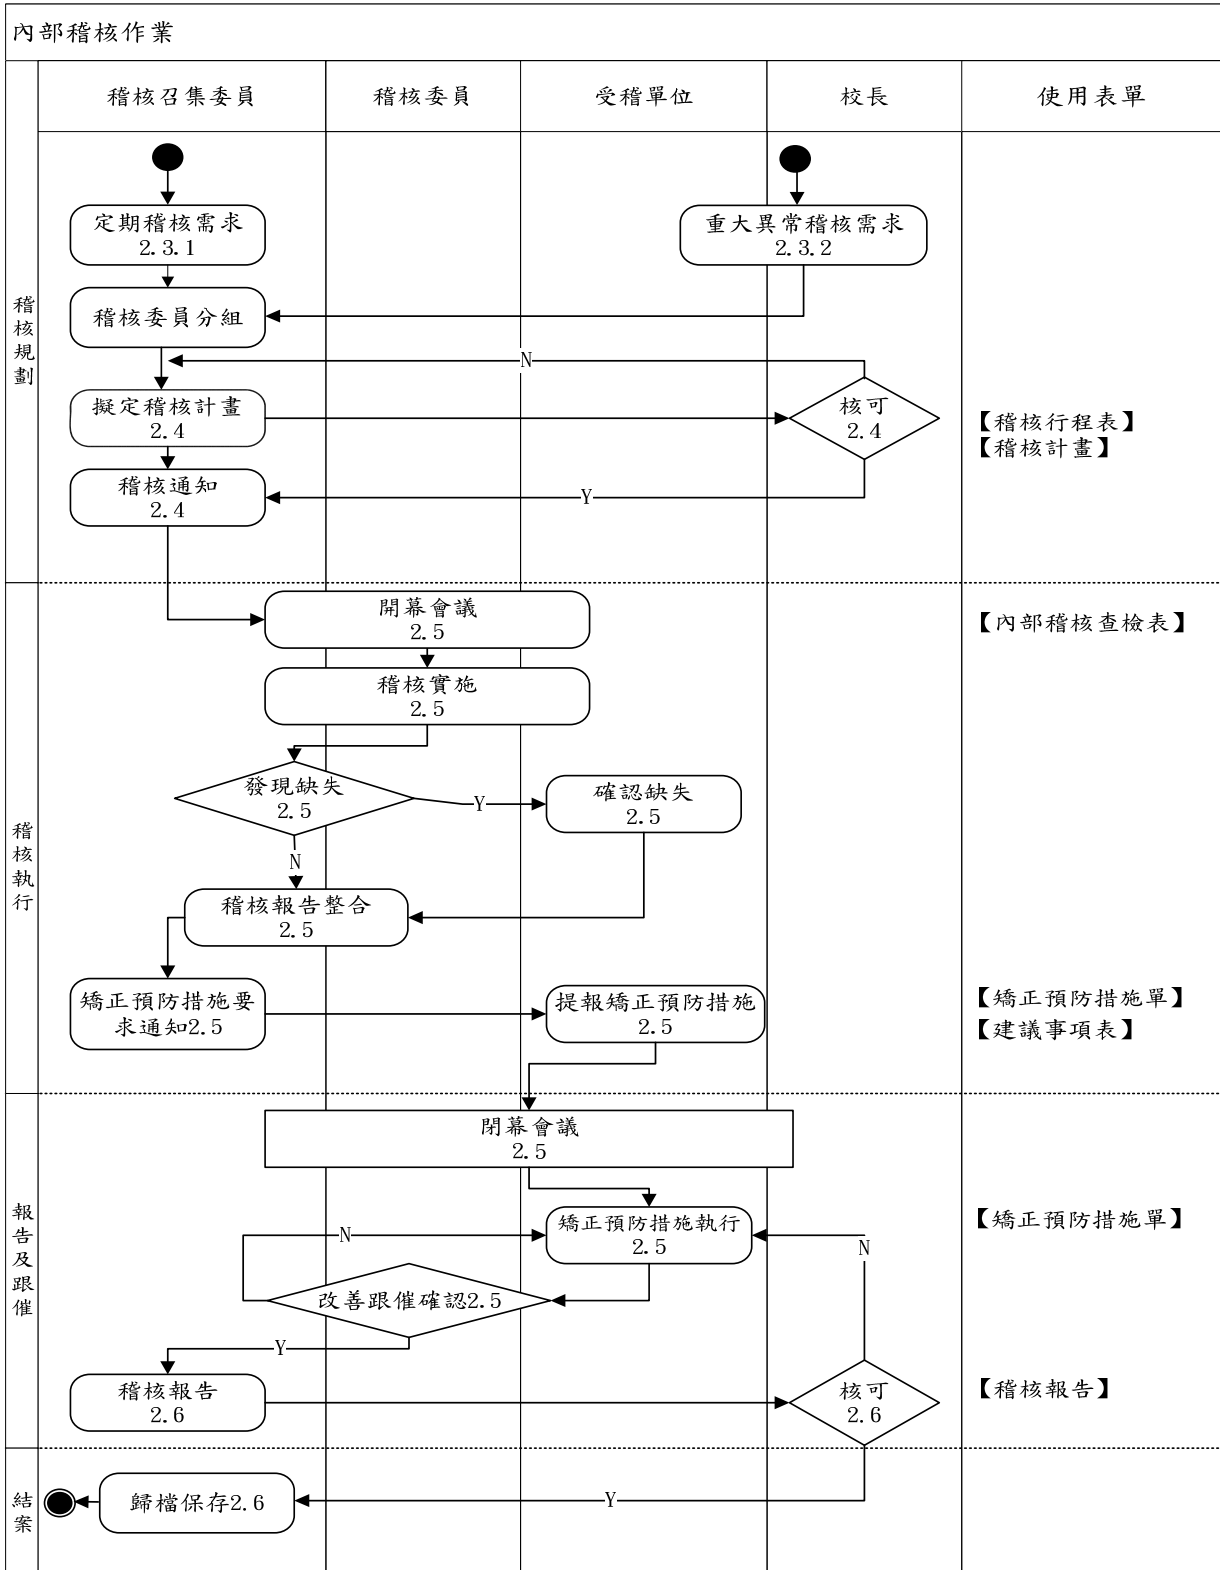 內部稽核作業
稽核召集委員
稽核委員
受稽單位
校長
使用表單
稽核規劃
定期稽核需求
2.3.1
重大異常稽核需求
2.3.2
稽核委員分組
N
擬定稽核計畫
2.4
核可
2.4
【稽核行程表】
【稽核計畫】
稽核通知
2.4
Y
稽核執行
開幕會議
2.5
【內部稽核查檢表】
稽核實施
2.5
發現缺失
2.5
Y
確認缺失
2.5
N
稽核報告整合
2.5
矯正預防措施要
求通知2.5
提報矯正預防措施
2.5
【矯正預防措施單】
【建議事項表】
報告及跟催
閉幕會議
2.5
矯正預防措施執行
2.5
【矯正預防措施單】
N
N
改善跟催確認2.5
Y
稽核報告
2.6
核可
2.6
【稽核報告】
結案
歸檔保存2.6
Y